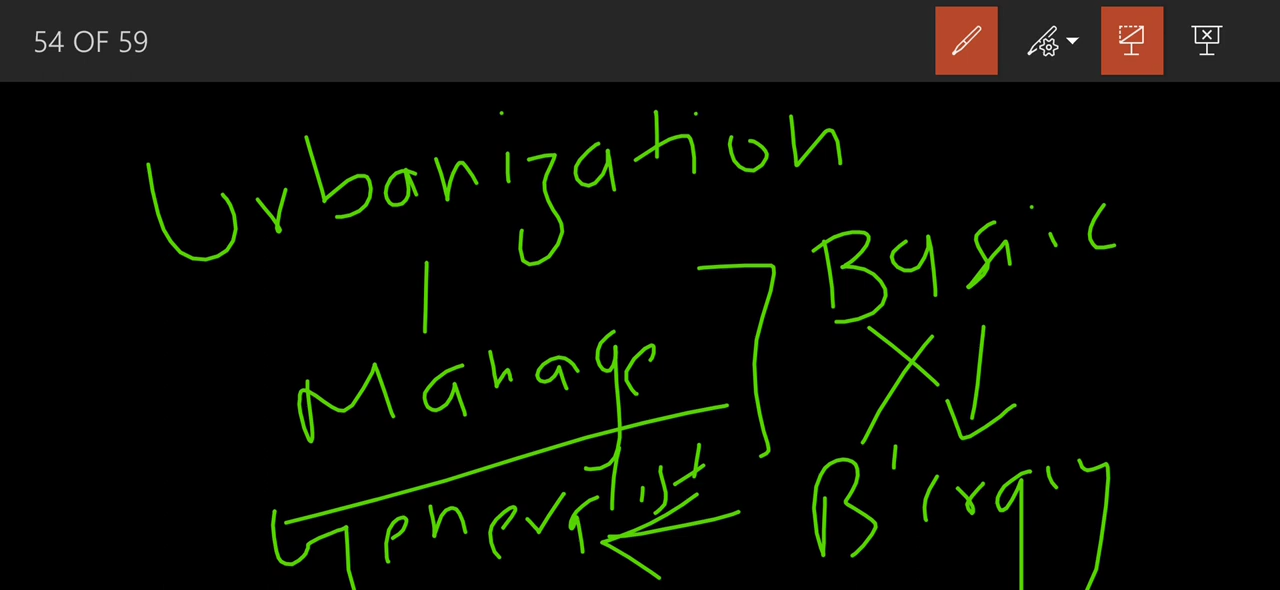 54 OF 59
Urbanization
Basic
Manage
Generalist